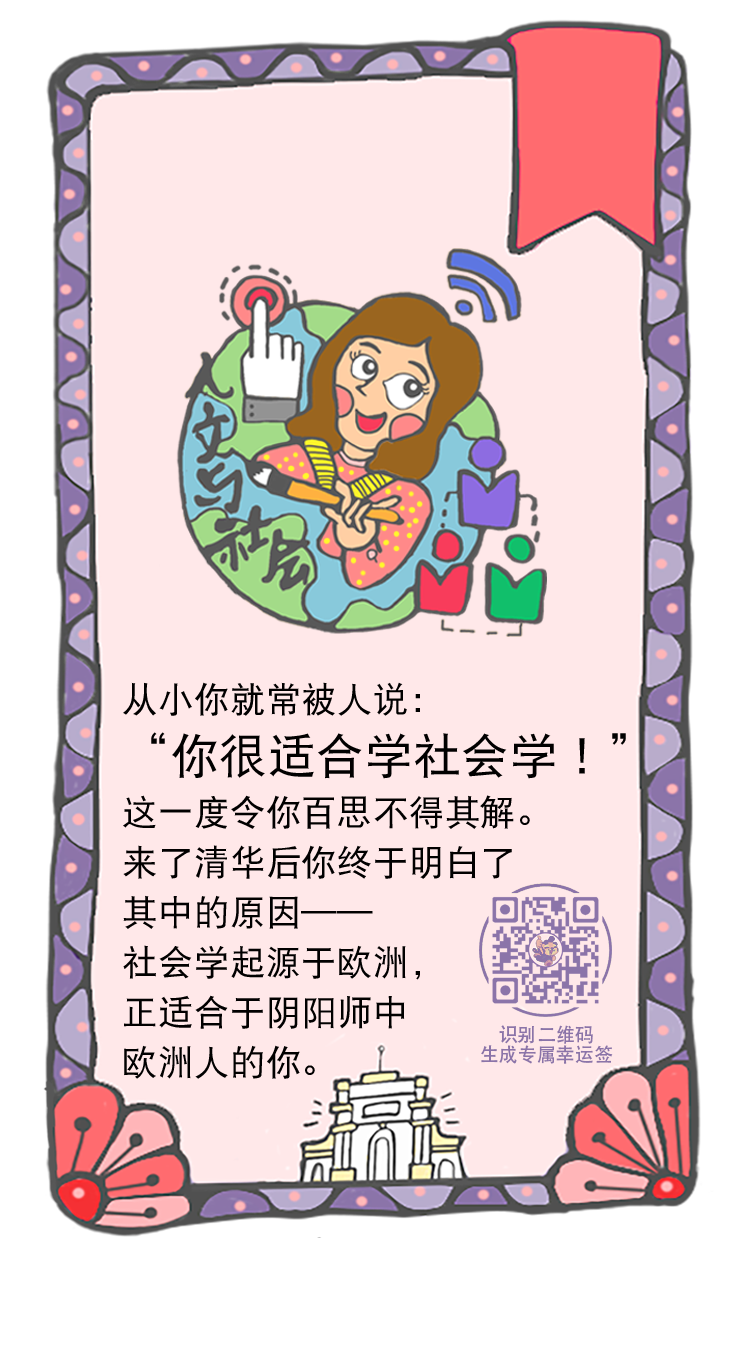 人文与社会
从小你就常被人说：
“你很适合学社会学！”
这一度令你百思不得其解。
来了清华后你终于明白了
其中的原因——
社会学起源于欧洲，
正适合于阴阳师中
欧洲人的你。
识别二维码
生成专属幸运签